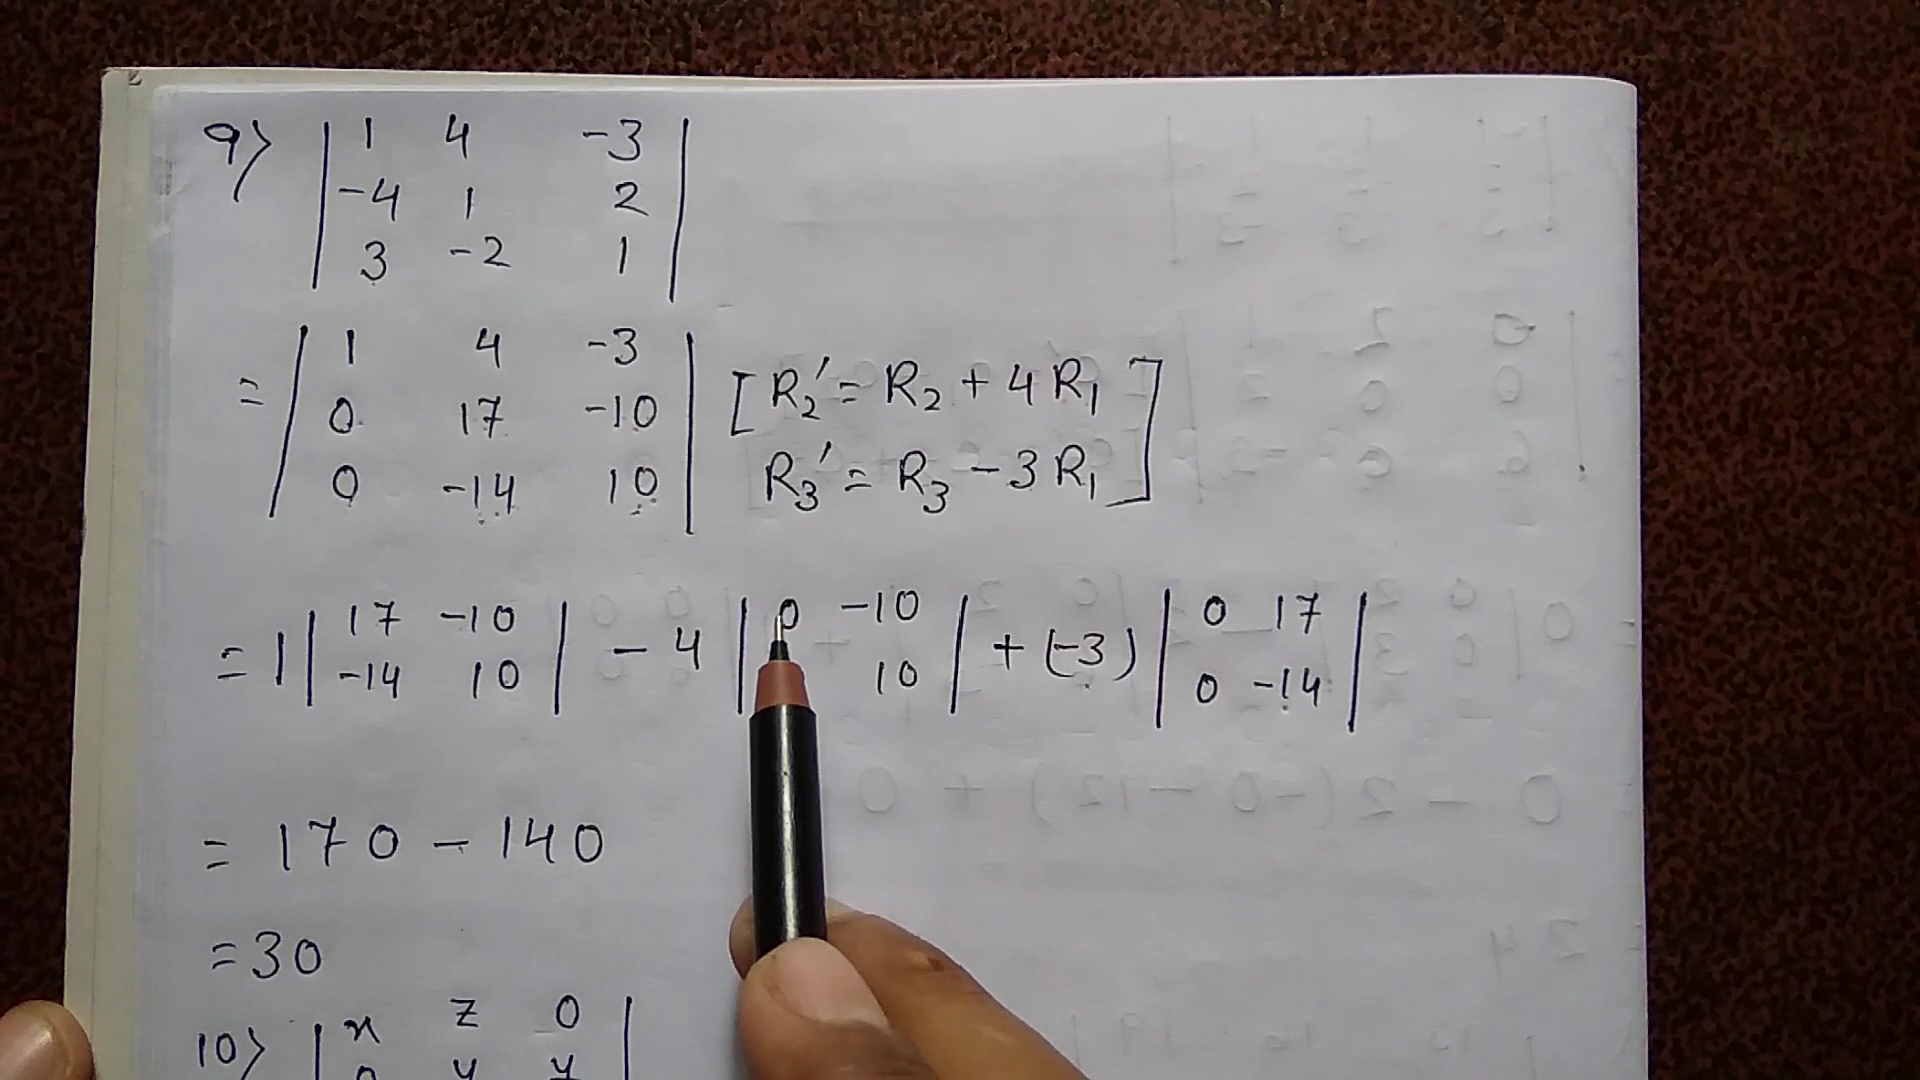 9) | 1 4 -3 |
| -4 1 2 |
| 3 -2 1 |
= | 1 4 -3 |
| 0 17 -10 | [R₂' = R₂ + 4R₁
| 0 -14 10 | R₃' = R₃ - 3R₁]
= 1 | 17 -10 | - 4 | 0 -10 | + (-3) | 0 17 |
| -14 10 | | 10 | | 0 -14 |
= 170 - 140
= 30
10) | x z 0 |